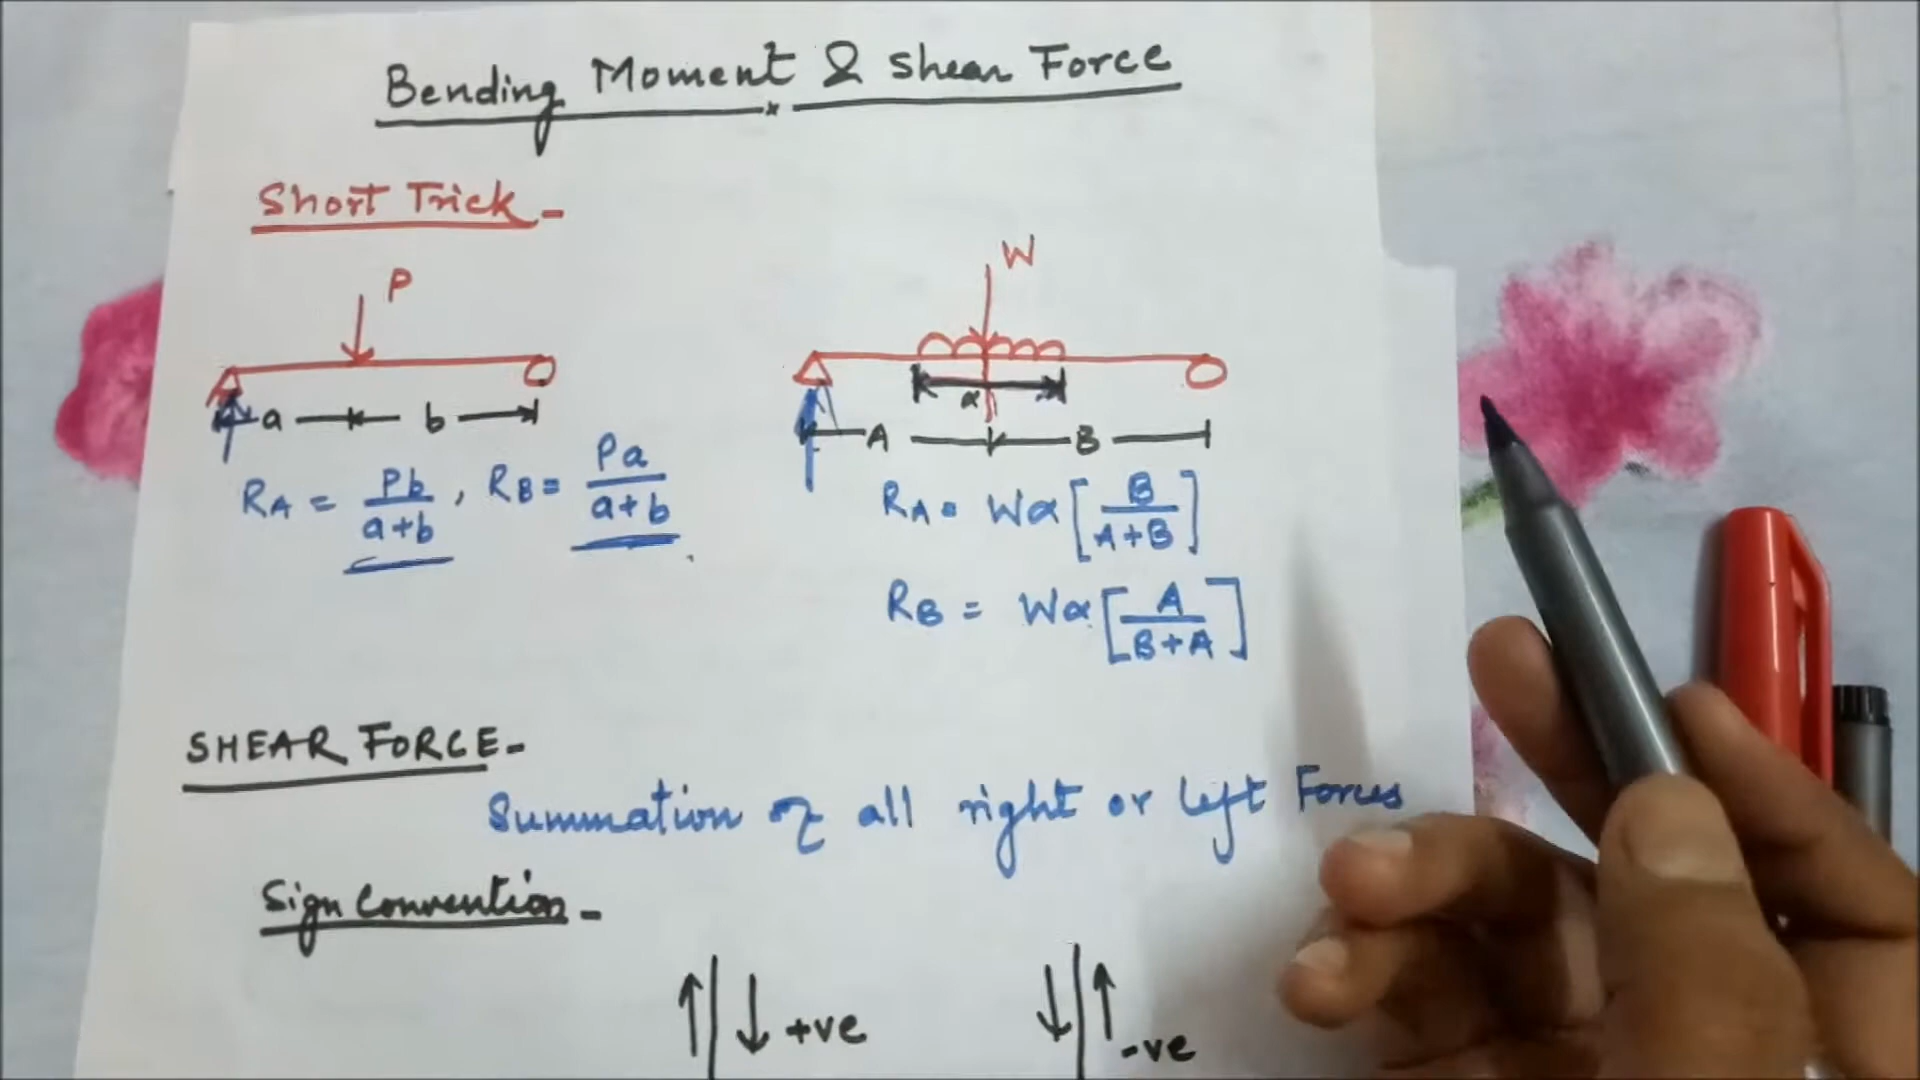 Bending Moment & Shear Force
Short Trick -
P
a b
RA = Pb/a+b, RB = Pa/a+b
W
α
A B
RA = Wα[B/A+B]
RB = Wα[A/B+A]
SHEAR FORCE -
Summation of all right or left Forces
Sign Convention -
↑|↓ +ve
↓|↑ -ve